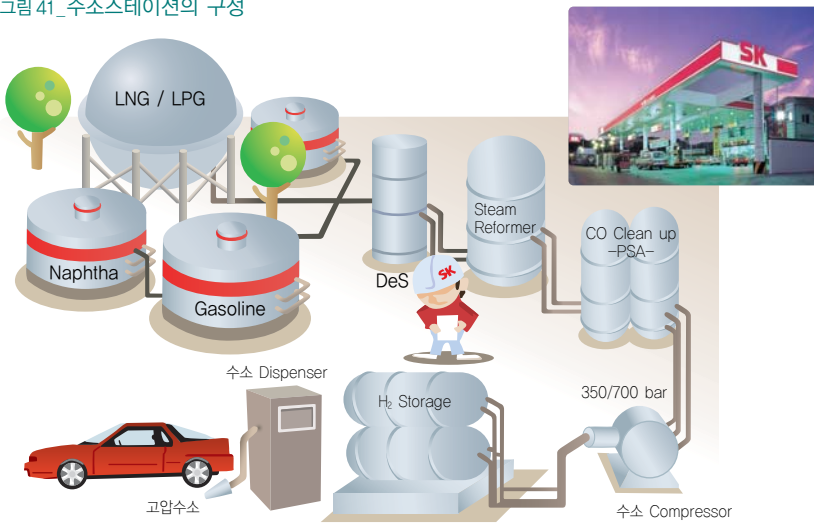 그림 41_수소스테이션의 구성
LNG / LPG
SK
Steam
Reformer
CO Clean up
-PSA-
Naphtha
DeS
SK
Gasoline
수소 Dispenser
H₂ Storage
350/700 bar
고압수소
수소 Compressor